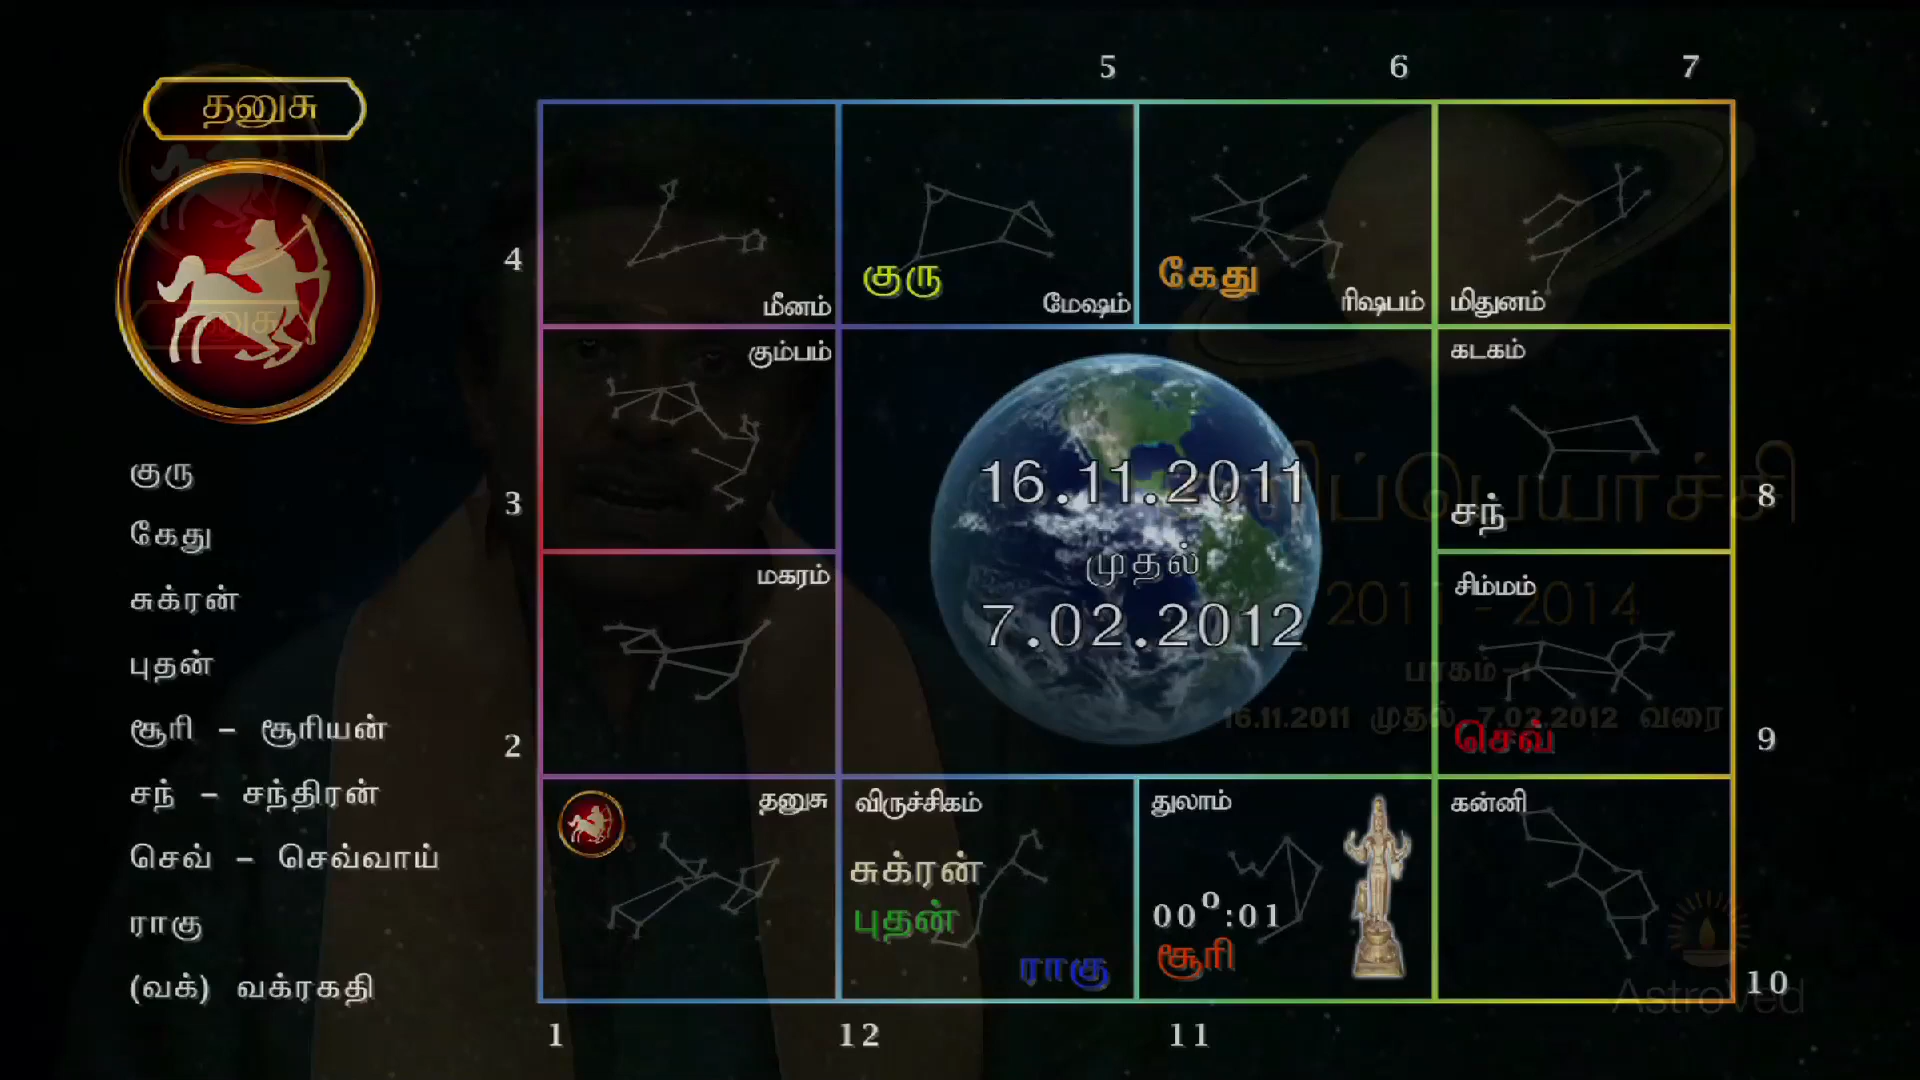 தனுசு
குரு
கேது
சுக்ரன்
புதன்
சூரி – சூரியன்
சந் – சந்திரன்
செவ் – செவ்வாய்
ராகு
(வக்) வக்ரகதி
5 6 7
4
மீனம்
குரு
மேஷம்
கேது
ரிஷபம்
மிதுனம்
3
கும்பம்
கடகம்
சந்
8
16.11.2011
முதல்
7.02.2012
2
மகரம்
சிம்மம்
செவ்
9
தனுசு
விருச்சிகம்
சுக்ரன்
புதன்
ராகு
துலாம்
00°:01
சூரி
கன்னி
10
1 12 11
2011 - 2014
பாகம் -
16.11.2011 முதல் 7.02.2012 வரை
AstroVed